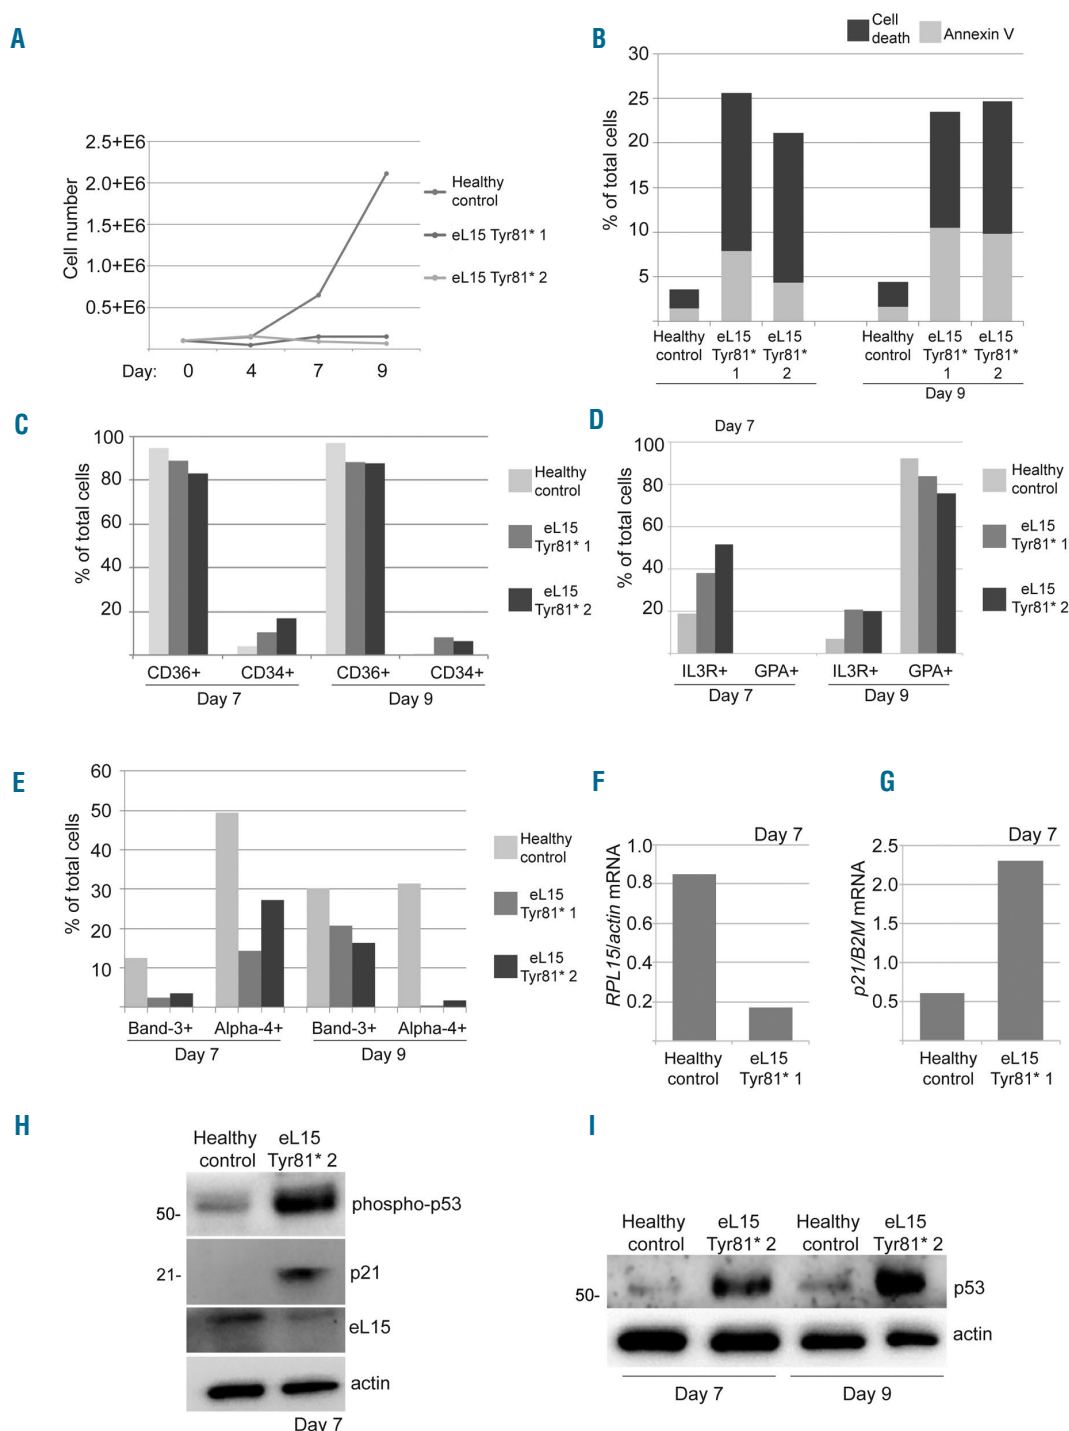 A
2.5+E6
2.0+E6
1.5+E6
1.0+E6
0.5+E6
Cell number
Day: 0 4 7 9
Healthy
control
eL15 Tyr81* 1
eL15 Tyr81* 2
B
Cell
death
Annexin V
30
25
20
15
10
5
% of total cells
Healthy
control
eL15
Tyr81*
1
eL15
Tyr81*
2
Healthy
control
eL15
Tyr81*
1
eL15
Tyr81*
2
Day 9
C
100
80
60
40
20
% of total cells
CD36+ CD34+ CD36+ CD34+
Day 7 Day 9
Healthy
control
eL15
Tyr81* 1
eL15
Tyr81* 2
D
Day 7
100
80
60
40
20
% of total cells
IL3R+ GPA+ IL3R+ GPA+
Day 7 Day 9
Healthy
control
eL15
Tyr81* 1
eL15
Tyr81* 2
E
60
50
40
30
20
10
% of total cells
Band-3+ Alpha-4+ Band-3+ Alpha-4+
Day 7 Day 9
Healthy
control
eL15
Tyr81* 1
eL15
Tyr81* 2
F
Day 7
1.0
0.8
0.6
0.4
0.2
RPL15/actin mRNA
Healthy
control
eL15
Tyr81* 1
G
Day 7
2.5
2.0
1.5
1.0
0.5
p21/B2M mRNA
Healthy
control
eL15
Tyr81* 1
H
Healthy
control
eL15
Tyr81* 2
50-
phospho-p53
21-
p21
eL15
actin
Day 7
I
Healthy
control
eL15
Tyr81* 2
Healthy
control
eL15
Tyr81* 2
50-
p53
actin
Day 7 Day 9